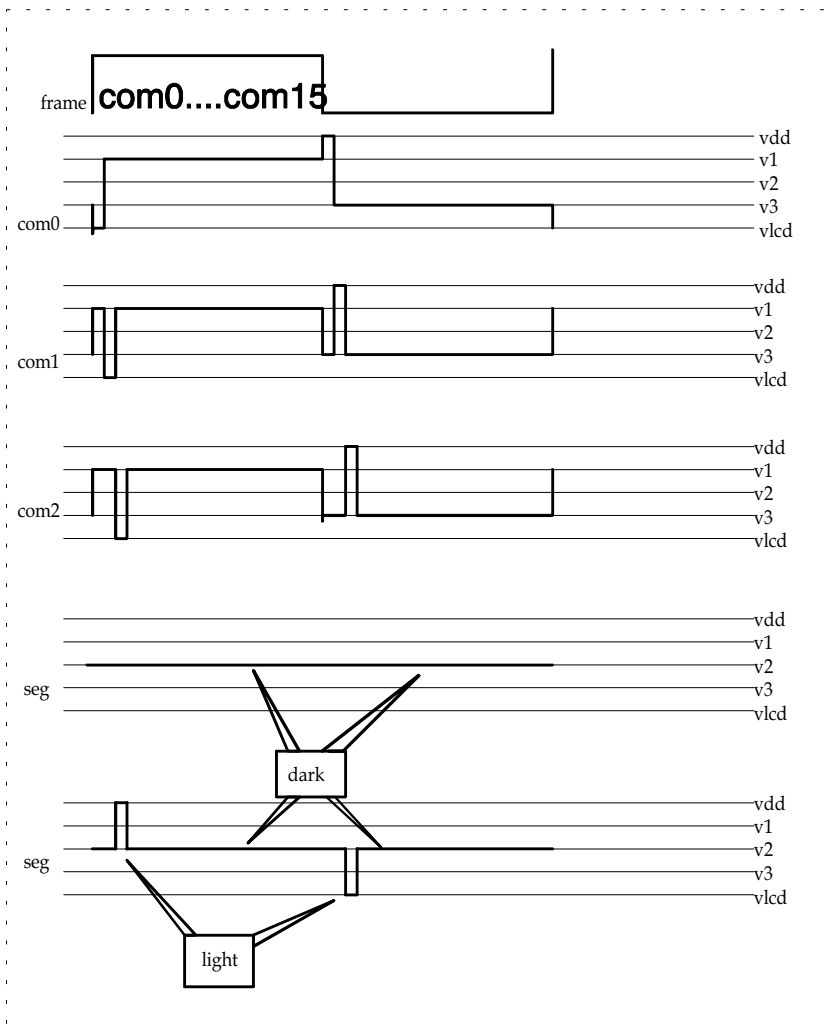 frame com0....com15
vdd
v1
v2
v3
com0 vlcd
vdd
v1
v2
com1 v3
vlcd
vdd
v1
v2
com2 v3
vlcd
vdd
v1
v2
seg v3
vlcd
dark
vdd
v1
v2
seg v3
vlcd
light